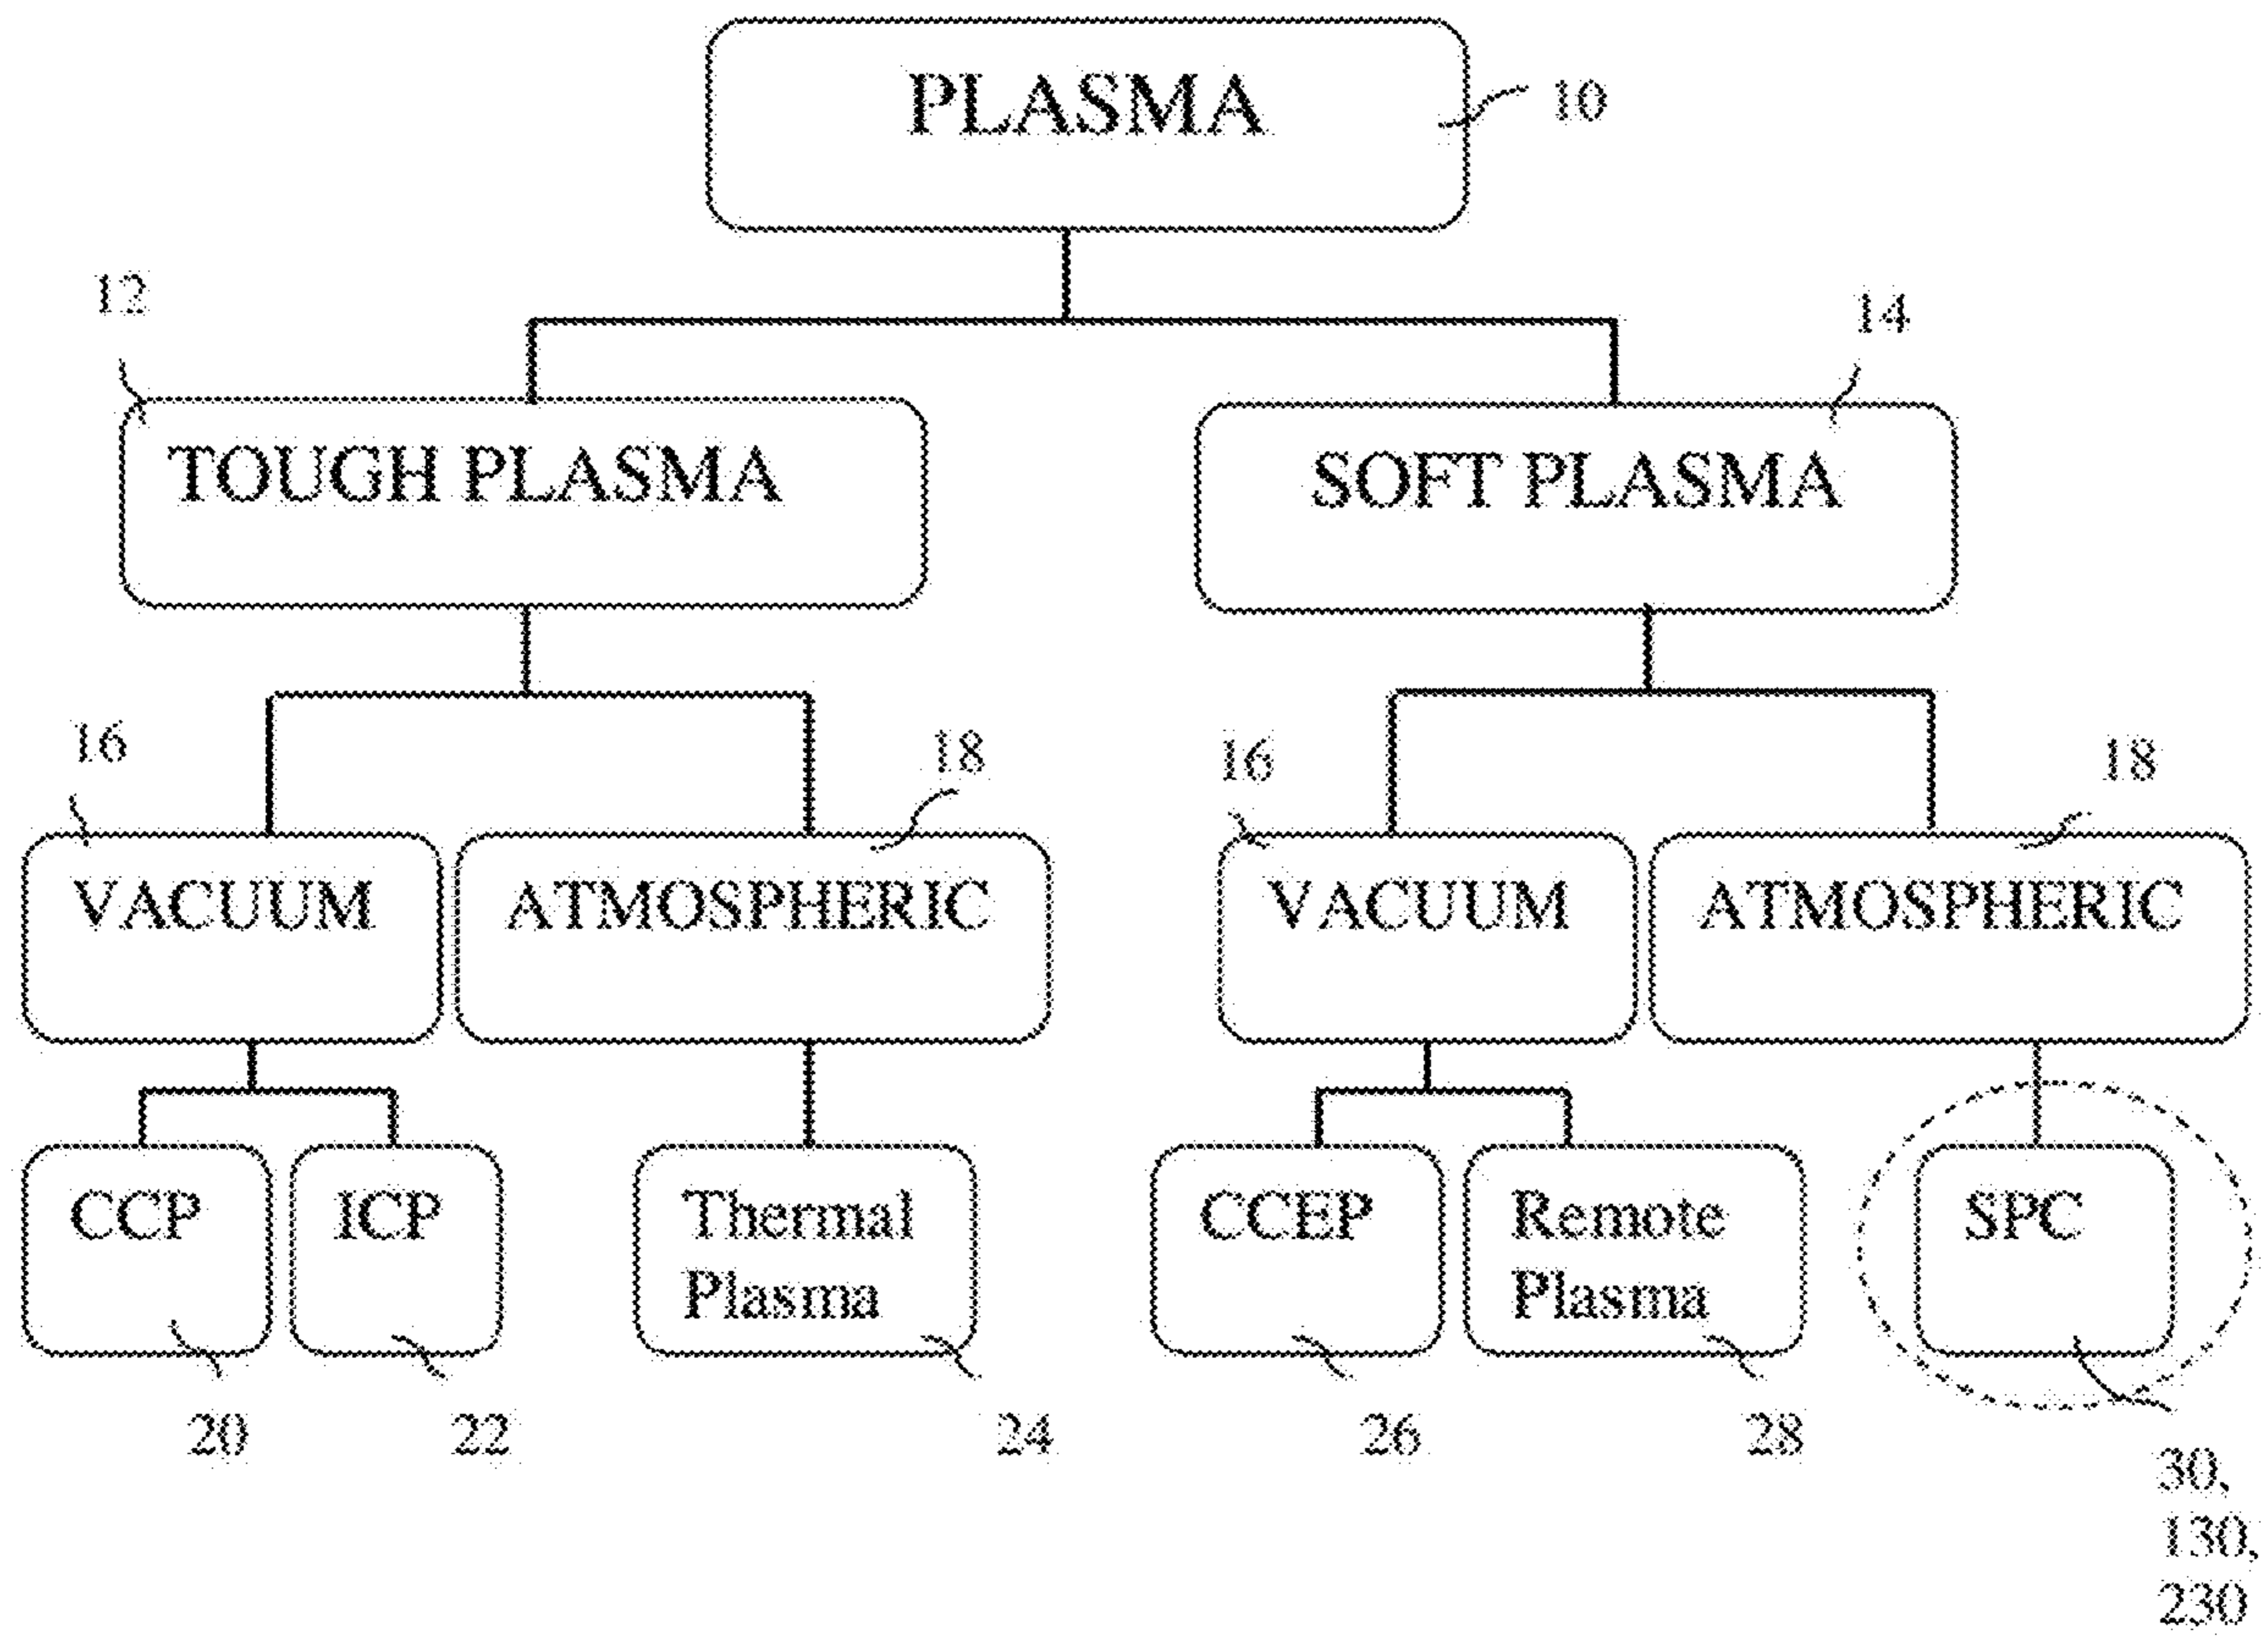 PLASMA
10
12
14
TOUGH PLASMA
SOFT PLASMA
16
18
16
18
VACUUM
ATMOSPHERIC
VACUUM
ATMOSPHERIC
CCP
ICP
Thermal
Plasma
CCEP
Remote
Plasma
SPC
20
22
24
26
28
30,
130,
230